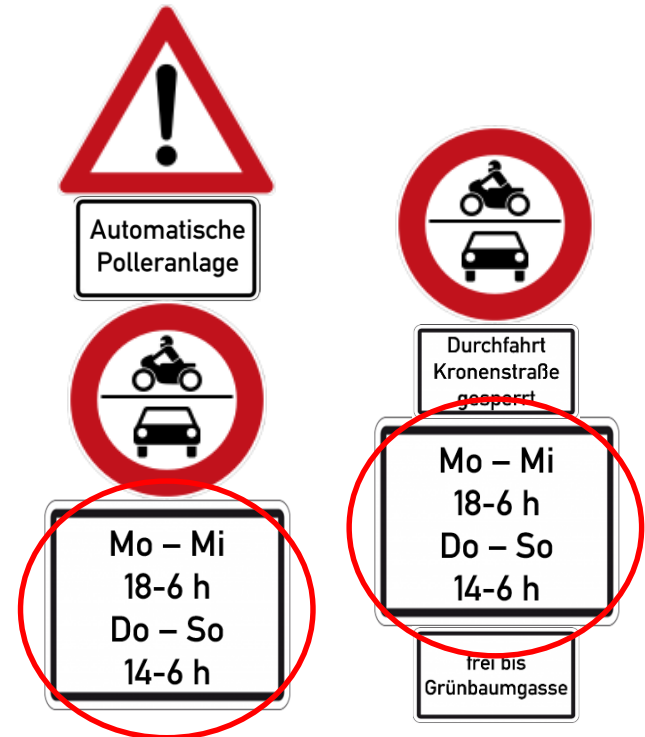 Automatische
Polleranlage
Mo – Mi
18-6 h
Do – So
14-6 h
Durchfahrt
Kronenstraße
gesperrt
Mo – Mi
18-6 h
Do – So
14-6 h
frei bis
Grünbaumgasse